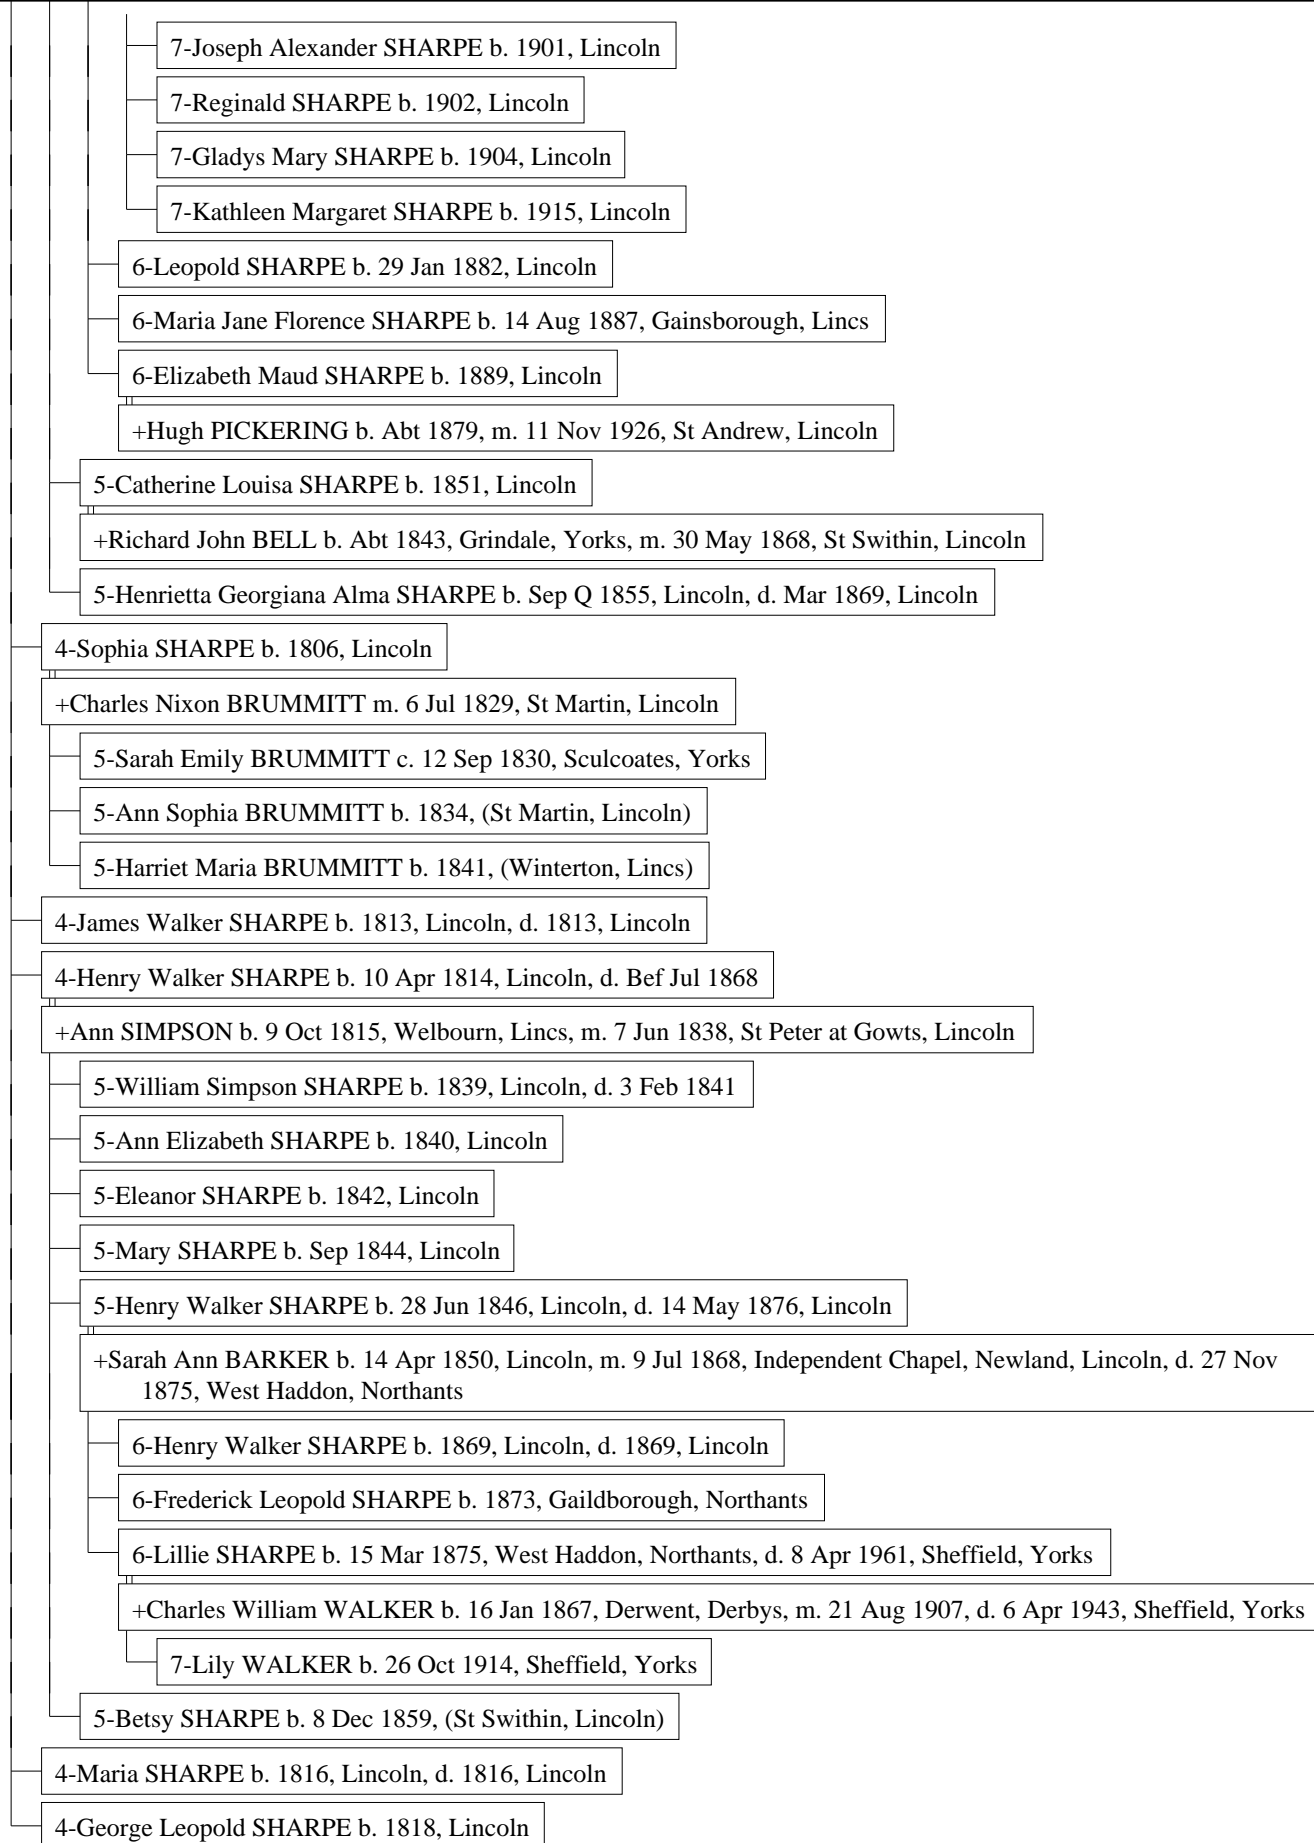 7-Joseph Alexander SHARPE b. 1901, Lincoln
7-Reginald SHARPE b. 1902, Lincoln
7-Gladys Mary SHARPE b. 1904, Lincoln
7-Kathleen Margaret SHARPE b. 1915, Lincoln
6-Leopold SHARPE b. 29 Jan 1882, Lincoln
6-Maria Jane Florence SHARPE b. 14 Aug 1887, Gainsborough, Lincs
6-Elizabeth Maud SHARPE b. 1889, Lincoln
+Hugh PICKERING b. Abt 1879, m. 11 Nov 1926, St Andrew, Lincoln
5-Catherine Louisa SHARPE b. 1851, Lincoln
+Richard John BELL b. Abt 1843, Grindale, Yorks, m. 30 May 1868, St Swithin, Lincoln
5-Henrietta Georgiana Alma SHARPE b. Sep Q 1855, Lincoln, d. Mar 1869, Lincoln
4-Sophia SHARPE b. 1806, Lincoln
+Charles Nixon BRUMMITT m. 6 Jul 1829, St Martin, Lincoln
5-Sarah Emily BRUMMITT c. 12 Sep 1830, Sculcoates, Yorks
5-Ann Sophia BRUMMITT b. 1834, (St Martin, Lincoln)
5-Harriet Maria BRUMMITT b. 1841, (Winterton, Lincs)
4-James Walker SHARPE b. 1813, Lincoln, d. 1813, Lincoln
4-Henry Walker SHARPE b. 10 Apr 1814, Lincoln, d. Bef Jul 1868
+Ann SIMPSON b. 9 Oct 1815, Welbourn, Lincs, m. 7 Jun 1838, St Peter at Gowts, Lincoln
5-William Simpson SHARPE b. 1839, Lincoln, d. 3 Feb 1841
5-Ann Elizabeth SHARPE b. 1840, Lincoln
5-Eleanor SHARPE b. 1842, Lincoln
5-Mary SHARPE b. Sep 1844, Lincoln
5-Henry Walker SHARPE b. 28 Jun 1846, Lincoln, d. 14 May 1876, Lincoln
+Sarah Ann BARKER b. 14 Apr 1850, Lincoln, m. 9 Jul 1868, Independent Chapel, Newland, Lincoln, d. 27 Nov
1875, West Haddon, Northants
6-Henry Walker SHARPE b. 1869, Lincoln, d. 1869, Lincoln
6-Frederick Leopold SHARPE b. 1873, Gaildborough, Northants
6-Lillie SHARPE b. 15 Mar 1875, West Haddon, Northants, d. 8 Apr 1961, Sheffield, Yorks
+Charles William WALKER b. 16 Jan 1867, Derwent, Derbys, m. 21 Aug 1907, d. 6 Apr 1943, Sheffield, Yorks
7-Lily WALKER b. 26 Oct 1914, Sheffield, Yorks
5-Betsy SHARPE b. 8 Dec 1859, (St Swithin, Lincoln)
4-Maria SHARPE b. 1816, Lincoln, d. 1816, Lincoln
4-George Leopold SHARPE b. 1818, Lincoln